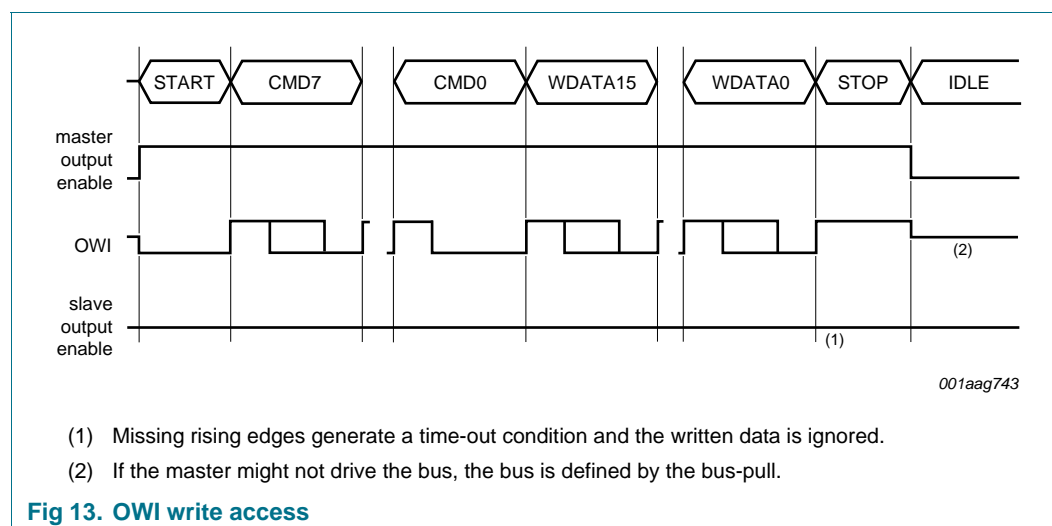 START CMD7 CMD0 WDATA15 WDATA0 STOP IDLE
master
output
enable
OWI
(2)
slave
output
enable
(1)
001aag743
(1) Missing rising edges generate a time-out condition and the written data is ignored.
(2) If the master might not drive the bus, the bus is defined by the bus-pull.
Fig 13. OWI write access